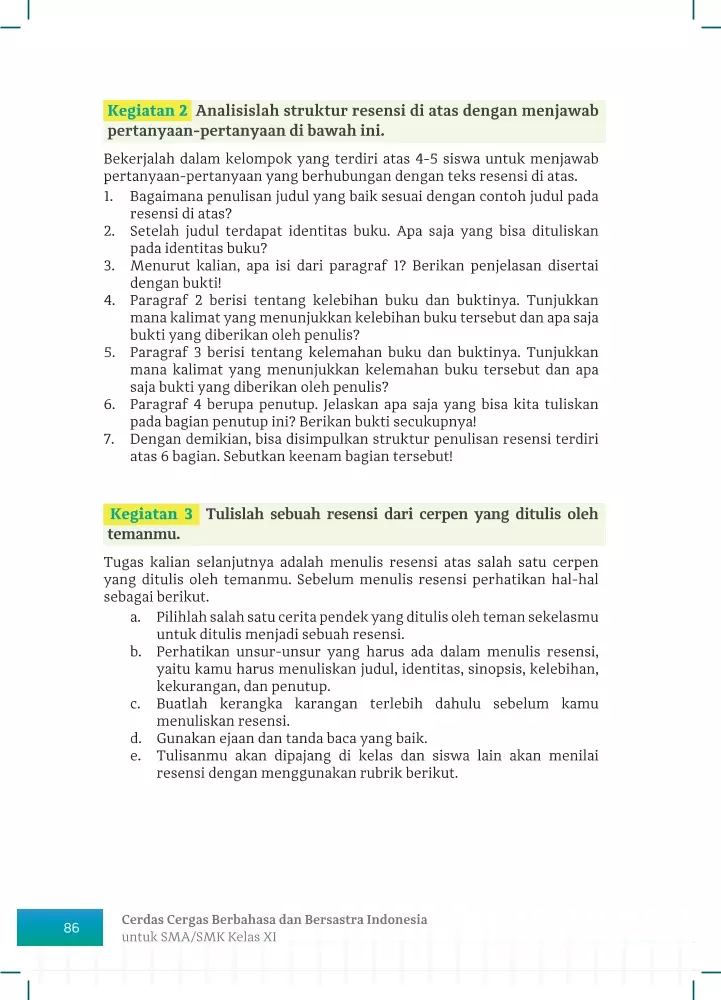 Kegiatan 2 Analisislah struktur resensi di atas dengan menjawab
pertanyaan-pertanyaan di bawah ini.
Bekerjalah dalam kelompok yang terdiri atas 4-5 siswa untuk menjawab
pertanyaan-pertanyaan yang berhubungan dengan teks resensi di atas.
1. Bagaimana penulisan judul yang baik sesuai dengan contoh judul pada
resensi di atas?
2. Setelah judul terdapat identitas buku. Apa saja yang bisa dituliskan
pada identitas buku?
3. Menurut kalian, apa isi dari paragraf 1? Berikan penjelasan disertai
dengan bukti!
4. Paragraf 2 berisi tentang kelebihan buku dan buktinya. Tunjukkan
mana kalimat yang menunjukkan kelebihan buku tersebut dan apa saja
bukti yang diberikan oleh penulis?
5. Paragraf 3 berisi tentang kelemahan buku dan buktinya. Tunjukkan
mana kalimat yang menunjukkan kelemahan buku tersebut dan apa
saja bukti yang diberikan oleh penulis?
6. Paragraf 4 berupa penutup. Jelaskan apa saja yang bisa kita tuliskan
pada bagian penutup ini? Berikan bukti secukupnya!
7. Dengan demikian, bisa disimpulkan struktur penulisan resensi terdiri
atas 6 bagian. Sebutkan keenam bagian tersebut!
Kegiatan 3 Tulislah sebuah resensi dari cerpen yang ditulis oleh
temanmu.
Tugas kalian selanjutnya adalah menulis resensi atas salah satu cerpen
yang ditulis oleh temanmu. Sebelum menulis resensi perhatikan hal-hal
sebagai berikut.
a. Pilihlah salah satu cerita pendek yang ditulis oleh teman sekelasmu
untuk ditulis menjadi sebuah resensi.
b. Perhatikan unsur-unsur yang harus ada dalam menulis resensi,
yaitu kamu harus menuliskan judul, identitas, sinopsis, kelebihan,
kekurangan, dan penutup.
c. Buatlah kerangka karangan terlebih dahulu sebelum kamu
menuliskan resensi.
d. Gunakan ejaan dan tanda baca yang baik.
e. Tulisanmu akan dipajang di kelas dan siswa lain akan menilai
resensi dengan menggunakan rubrik berikut.
86
Cerdas Cergas Berbahasa dan Bersastra Indonesia
untuk SMA/SMK Kelas XI